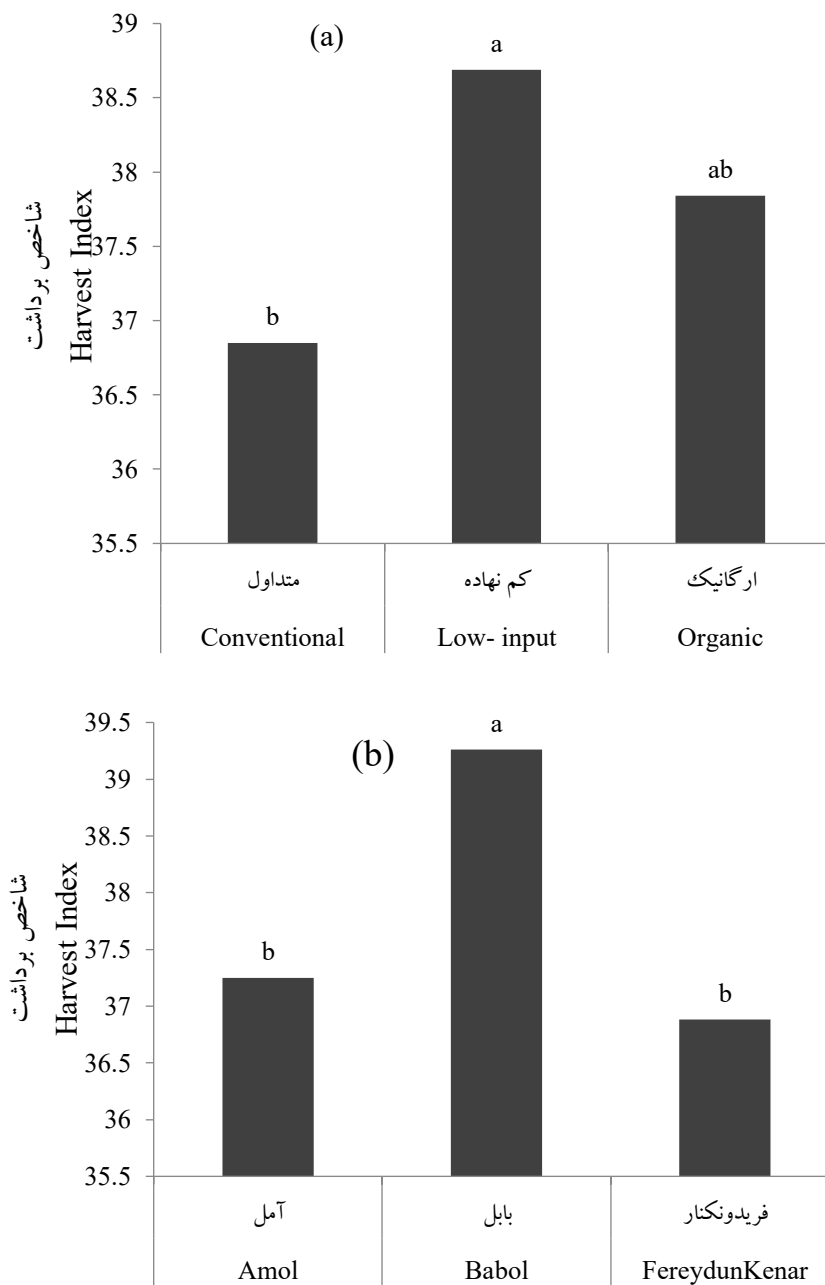 (a)
39
38.5
38
37.5
37
36.5
36
35.5
شاخص برداشت
Harvest Index
b
a
ab
متداول
کم نهاده
ارگانیک
Conventional
Low- input
Organic
(b)
39.5
39
38.5
38
37.5
37
36.5
36
35.5
شاخص برداشت
Harvest Index
b
a
b
آمل
بابل
فریدونکنار
Amol
Babol
FereydunKenar